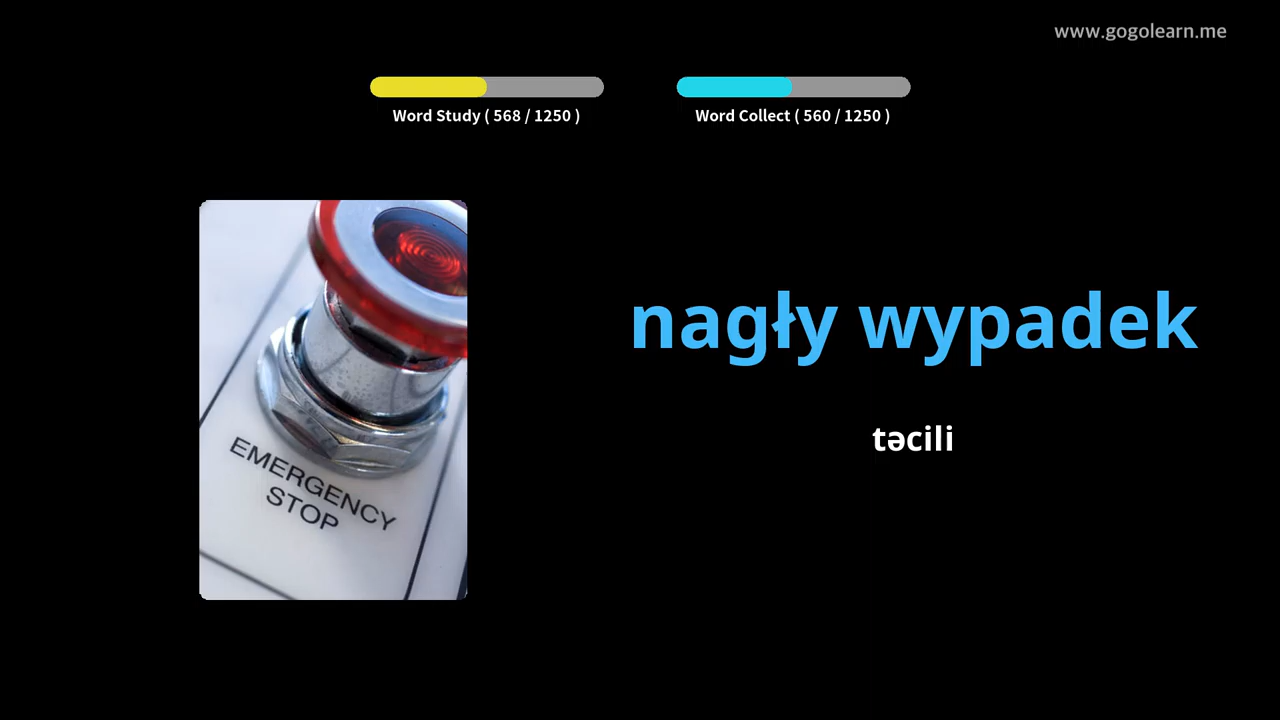 www.gogolearn.me
Word Study ( 568 / 1250 )
Word Collect ( 560 / 1250 )
EMERGENCY
STOP
nagły wypadek
təcili